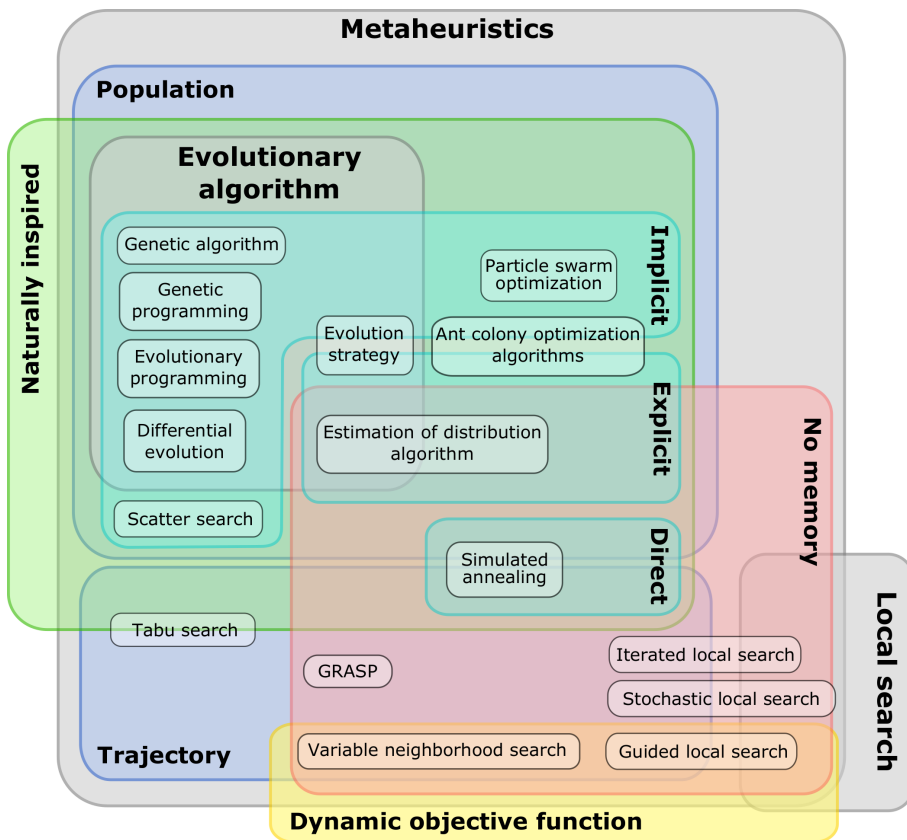 Metaheuristics
Population
Naturally inspired
Evolutionary
algorithm
Implicit
Genetic algorithm
Particle swarm
optimization
Genetic
programming
Evolution
strategy
Ant colony optimization
algorithms
Evolutionary
programming
Explicit
Differential
evolution
Estimation of distribution
algorithm
No memory
Scatter search
Direct
Simulated
annealing
Tabu search
Local search
GRASP
Iterated local search
Stochastic local search
Trajectory
Variable neighborhood search
Guided local search
Dynamic objective function